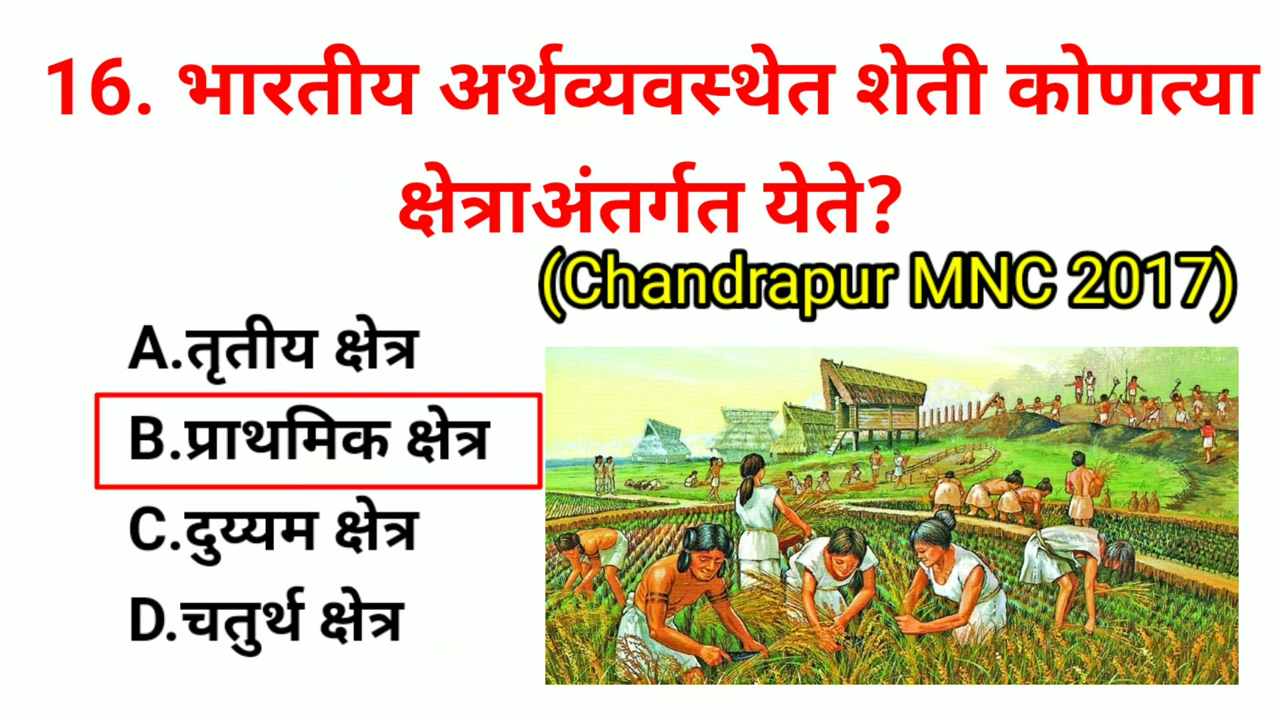 16. भारतीय अर्थव्यवस्थेत शेती कोणत्या
क्षेत्राअंतर्गत येते?
(Chandrapur MNC 2017)
A.तृतीय क्षेत्र
B.प्राथमिक क्षेत्र
C.दुय्यम क्षेत्र
D.चतुर्थ क्षेत्र